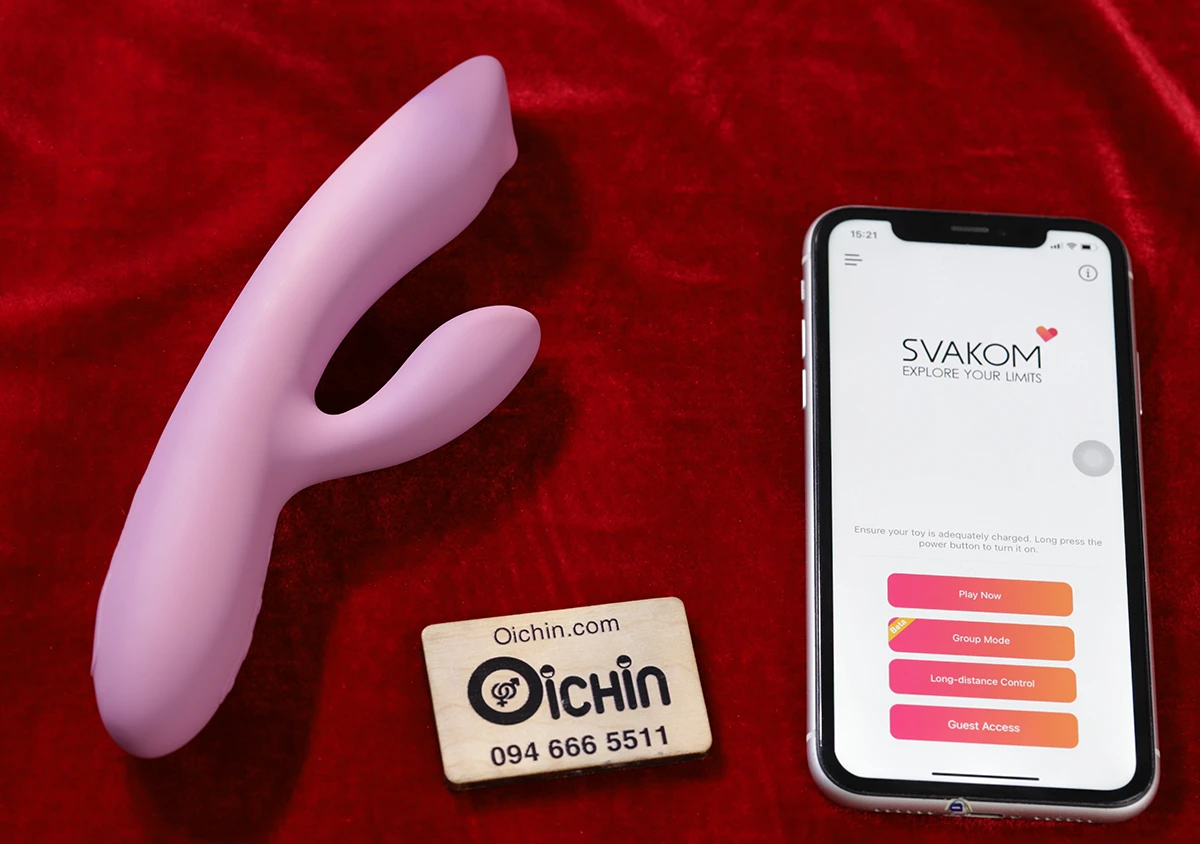 Oichin.com
Oichin
094 666 5511
15:21
SVAKOM
EXPLORE YOUR LIMITS
Ensure your toy is adequately charged. Long press the
power button to turn it on.
Play Now
Beta
Group Mode
Long-distance Control
Guest Access